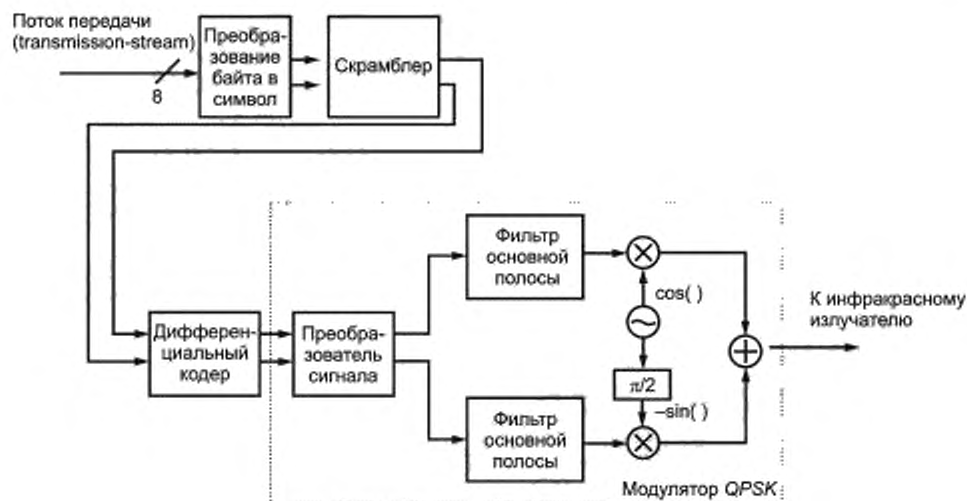 Поток передачи
(transmission-stream)
8
Преобра-
зование
байта в
символ
Скрамблер
Дифферен-
циальный
кодер
Преобра-
зователь
сигнала
Фильтр
основной
полосы
cos( )
π/2
–sin( )
Фильтр
основной
полосы
К инфракрасному
излучателю
Модулятор QPSK